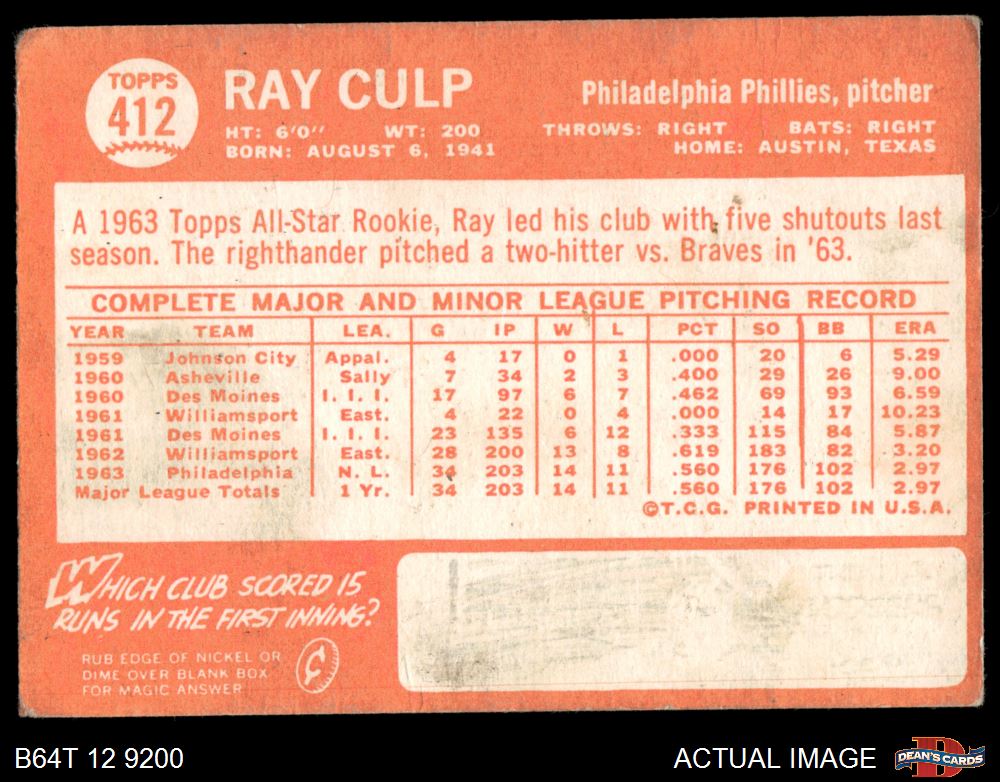 TOPPS
412
RAY CULP
Philadelphia Phillies, pitcher
HT: 6'0" WT: 200 THROWS: RIGHT BATS: RIGHT
BORN: AUGUST 6, 1941 HOME: AUSTIN, TEXAS
A 1963 Topps All-Star Rookie, Ray led his club with five shutouts last
season. The righthander pitched a two-hitter vs. Braves in '63.
COMPLETE MAJOR AND MINOR LEAGUE PITCHING RECORD
YEAR TEAM LEA. G IP W L PCT SO BB ERA
1959 Johnson City Appal. 4 17 0 1 .000 20 6 5.29
1960 Asheville Sally 7 34 2 3 .400 29 26 9.00
1960 Des Moines I. I. I. 17 97 6 7 .462 69 93 6.59
1961 Williamsport East. 4 22 0 4 .000 14 17 10.23
1961 Des Moines I. I. I. 23 135 6 12 .333 115 84 5.87
1962 Williamsport East. 28 200 13 8 .619 183 82 3.20
1963 Philadelphia N. L. 34 203 14 11 .560 176 102 2.97
Major League Totals 1 Yr. 34 203 14 11 .560 176 102 2.97
©T.C.G. PRINTED IN U.S.A.
WHICH CLUB SCORED 15
RUNS IN THE FIRST INNING?
RUB EDGE OF NICKEL OR
DIME OVER BLANK BOX
FOR MAGIC ANSWER
B64T 12 9200
ACTUAL IMAGE
D
DEAN'S CARDS